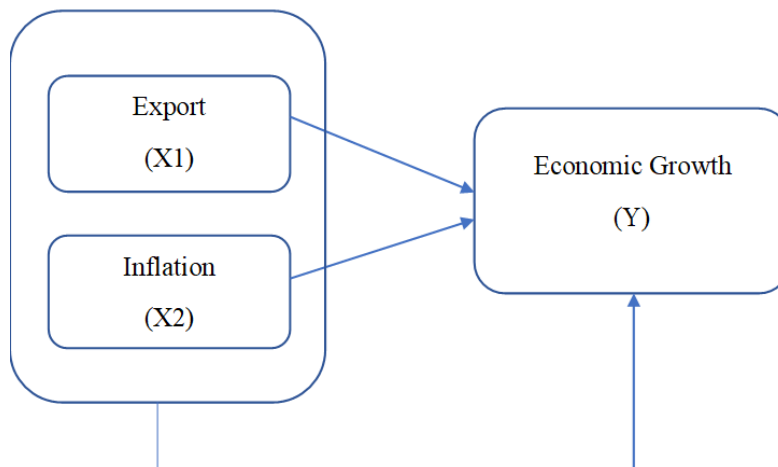 Export
(X1)
Inflation
(X2)
Economic Growth
(Y)